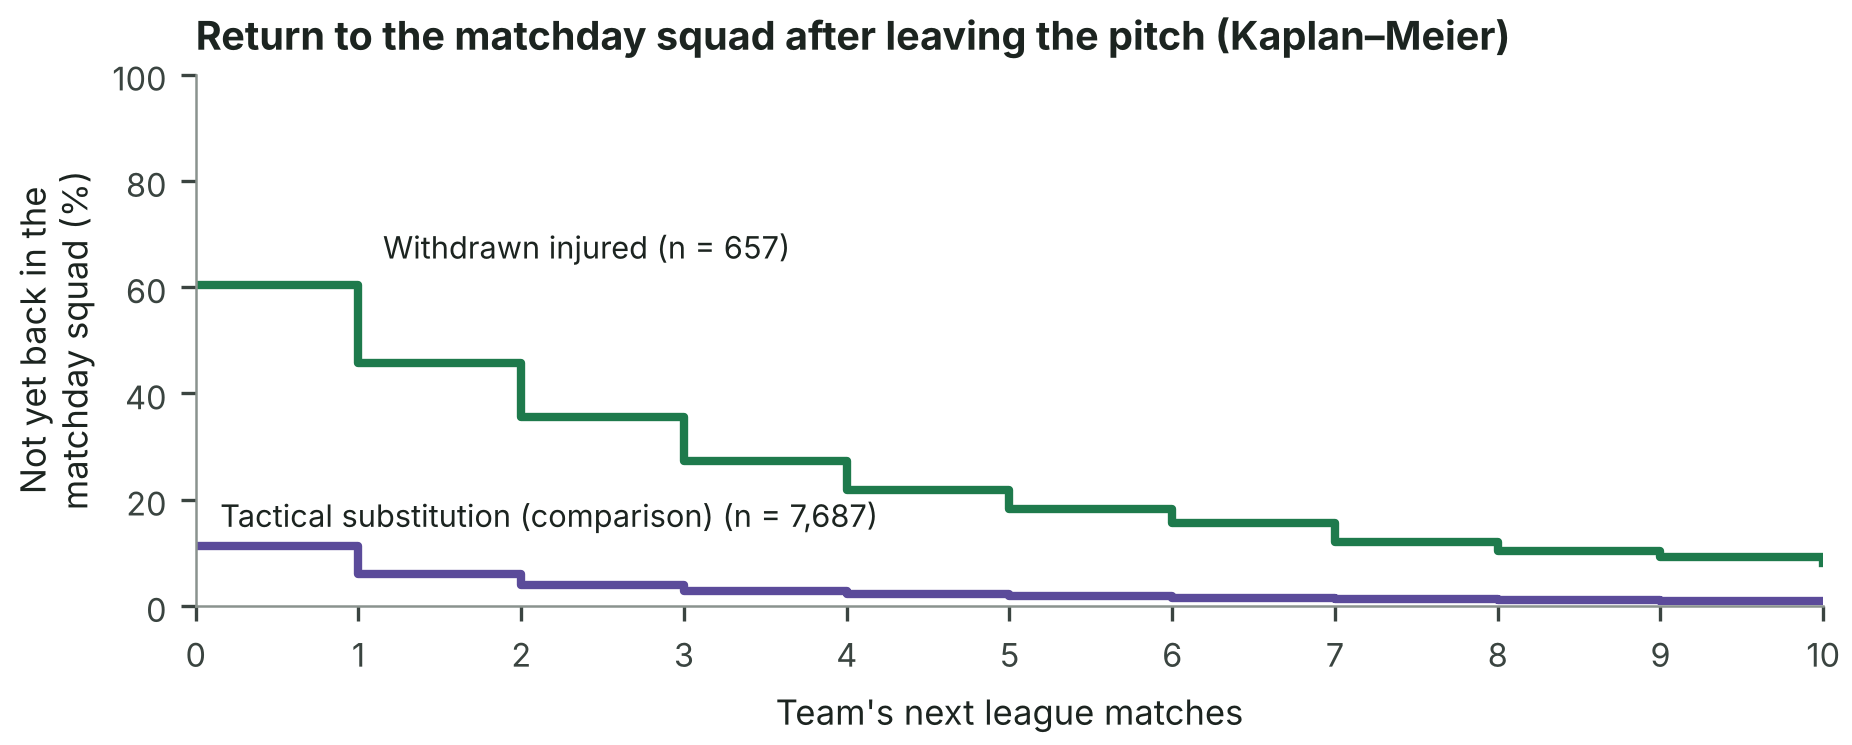 Return to the matchday squad after leaving the pitch (Kaplan–Meier)
Not yet back in the
matchday squad (%)
100
80
60
40
20
0
Withdrawn injured (n = 657)
Tactical substitution (comparison) (n = 7,687)
0 1 2 3 4 5 6 7 8 9 10
Team's next league matches